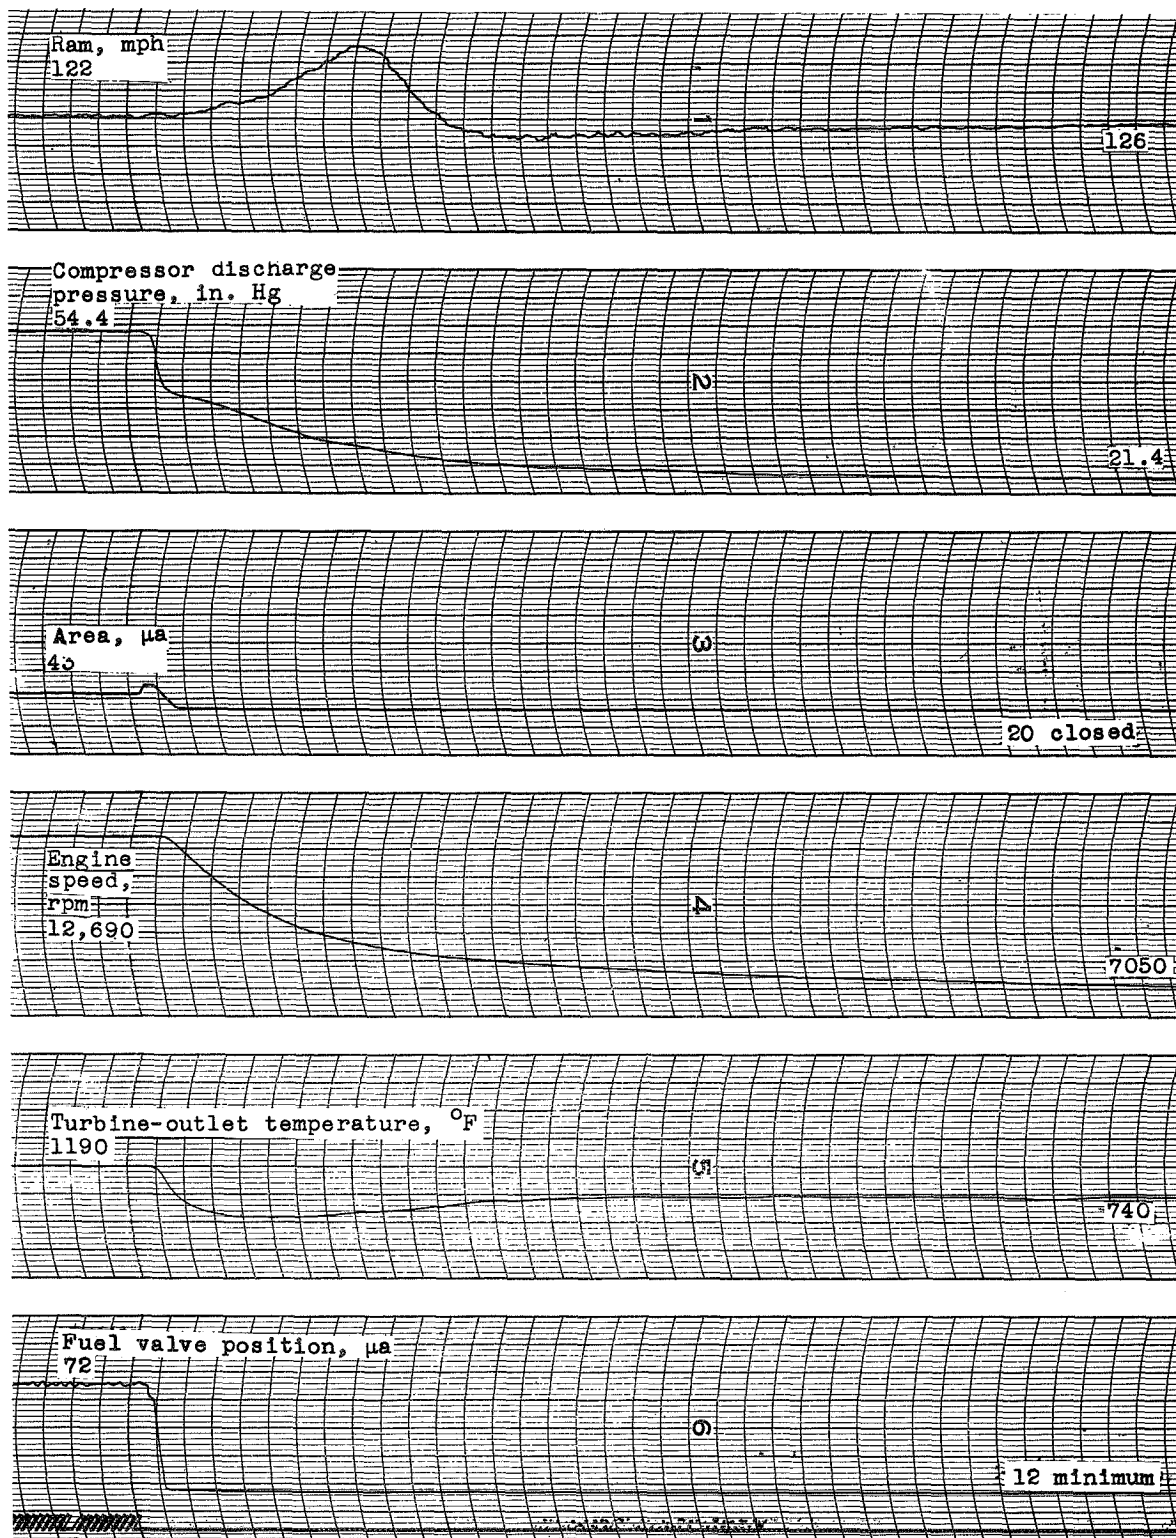 Ram, mph
122
1
126
Compressor discharge
pressure, in. Hg
54.4
2
21.4
Area, μa
3
20 closed
Engine
speed,
rpm
12,690
4
7050
Turbine-outlet temperature, °F
1190
5
740
Fuel valve position, μa
72
6
12 minimum